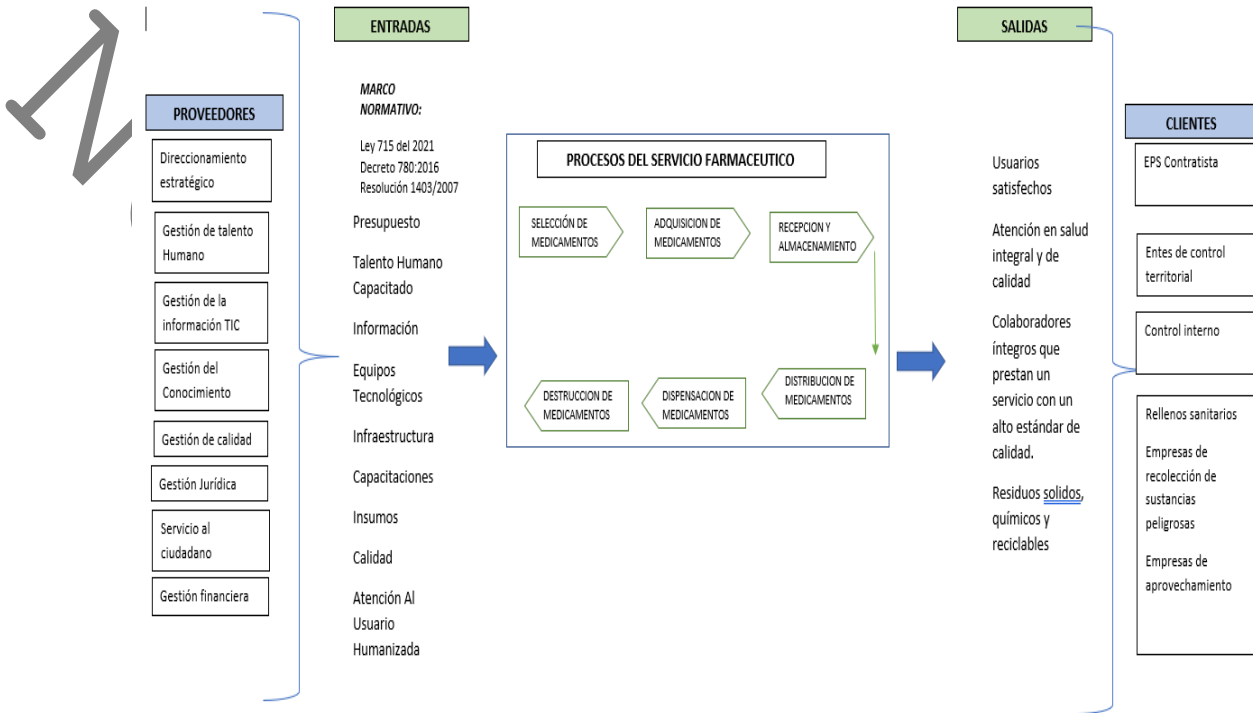 PROVEEDORES
Direccionamiento
estratégico
Gestión de talento
Humano
Gestión de la
información TIC
Gestión del
Conocimiento
Gestión de calidad
Gestión Jurídica
Servicio al
ciudadano
Gestión financiera
ENTRADAS
MARCO
NORMATIVO:
Ley 715 del 2021
Decreto 780:2016
Resolución 1403/2007
Presupuesto
Talento Humano
Capacitado
Información
Equipos
Tecnológicos
Infraestructura
Capacitaciones
Insumos
Calidad
Atención Al
Usuario
Humanizada
PROCESOS DEL SERVICIO FARMACEUTICO
SELECCIÓN DE
MEDICAMENTOS
ADQUISICION DE
MEDICAMENTOS
RECEPCION Y
ALMACENAMIENTO
DISTRIBUCION DE
MEDICAMENTOS
DISPENSACION DE
MEDICAMENTOS
DESTRUCCION DE
MEDICAMENTOS
SALIDAS
Usuarios
satisfechos
Atención en salud
integral y de
calidad
Colaboradores
íntegros que
prestan un
servicio con un
alto estándar de
calidad.
Residuos solidos,
químicos y
reciclables
CLIENTES
EPS Contratista
Entes de control
territorial
Control interno
Rellenos sanitarios
Empresas de
recolección de
sustancias
peligrosas
Empresas de
aprovechamiento